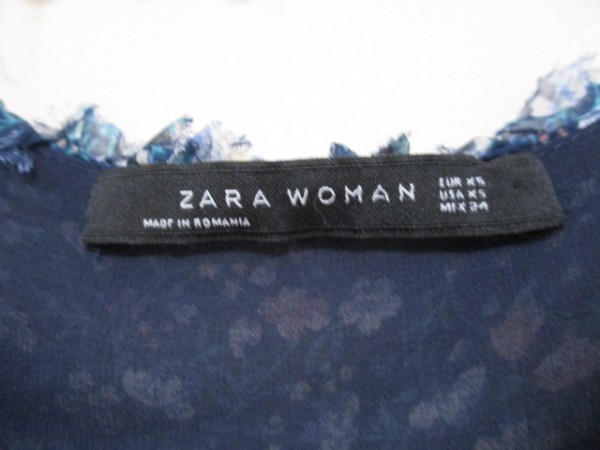 ZARA WOMAN
MADE IN ROMANIA
EUR XS
USA XS
MEX 24